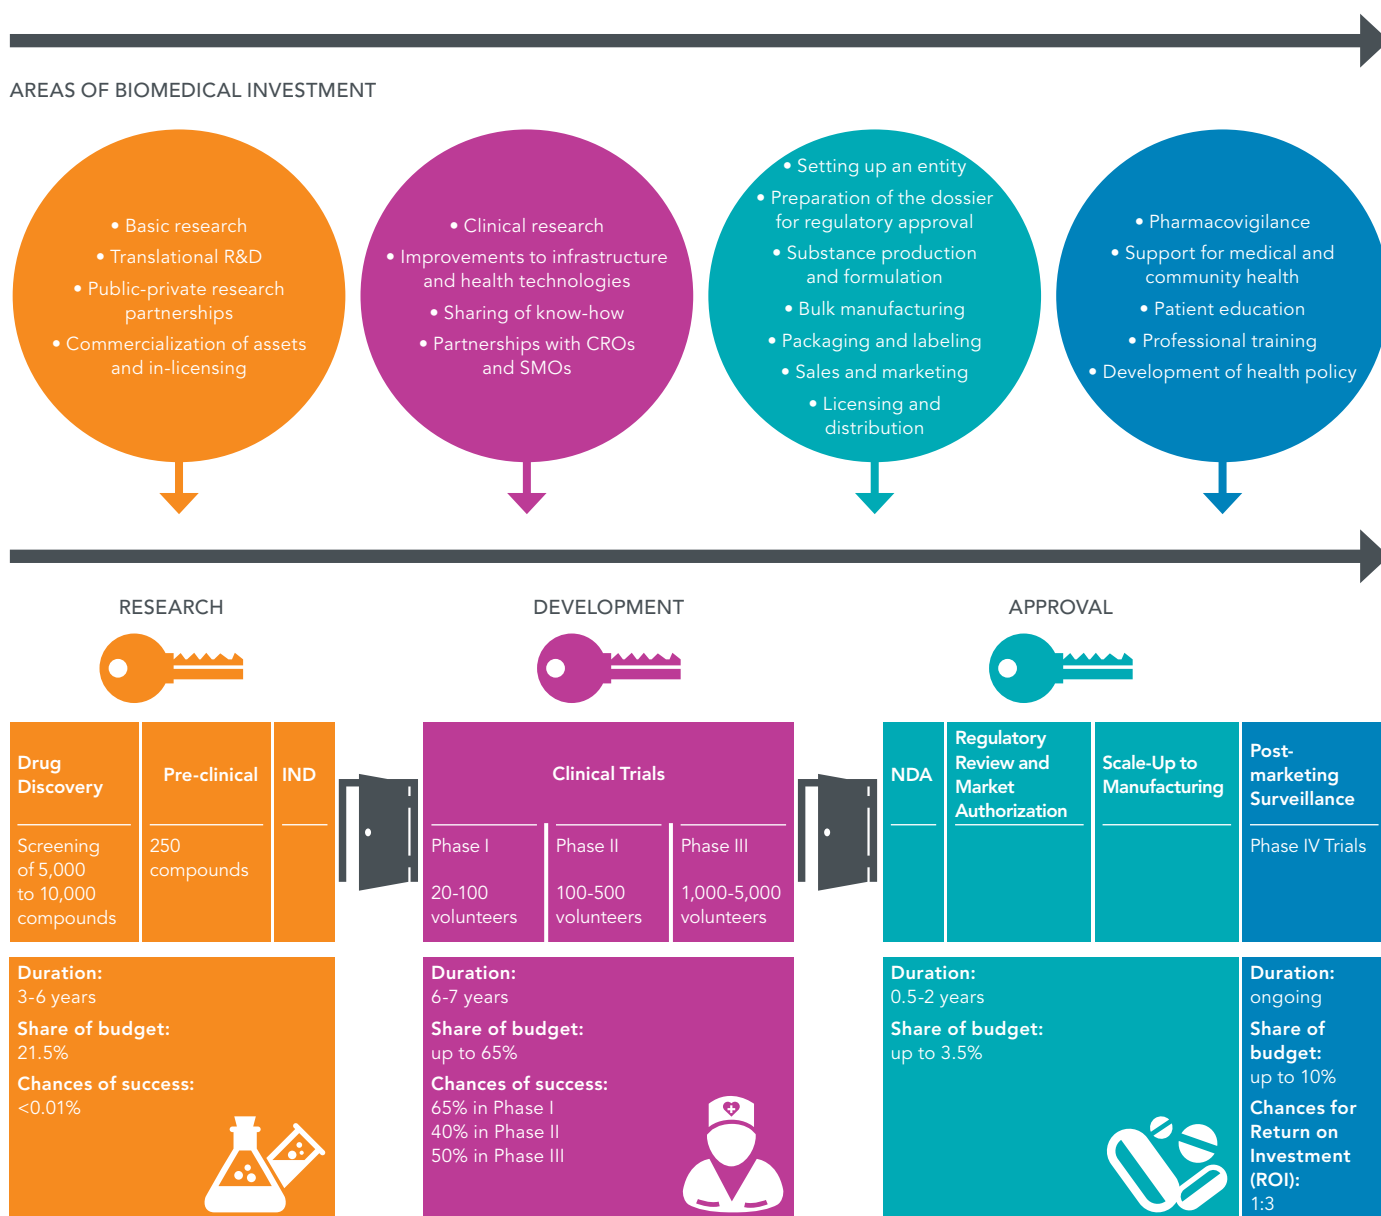 AREAS OF BIOMEDICAL INVESTMENT
• Basic research
• Translational R&D
• Public-private research
partnerships
• Commercialization of assets
and in-licensing
• Clinical research
• Improvements to infrastructure
and health technologies
• Sharing of know-how
• Partnerships with CROs
and SMOs
• Setting up an entity
• Preparation of the dossier
for regulatory approval
• Substance production
and formulation
• Bulk manufacturing
• Packaging and labeling
• Sales and marketing
• Licensing and
distribution
• Pharmacovigilance
• Support for medical and
community health
• Patient education
• Professional training
• Development of health policy
RESEARCH
DEVELOPMENT
APPROVAL
Drug
Discovery
Screening
of 5,000
to 10,000
compounds
Pre-clinical
250
compounds
IND
Clinical Trials
Phase I
20-100
volunteers
Phase II
100-500
volunteers
Phase III
1,000-5,000
volunteers
NDA
Regulatory
Review and
Market
Authorization
Scale-Up to
Manufacturing
Post-
marketing
Surveillance
Phase IV Trials
Duration:
3-6 years
Share of budget:
21.5%
Chances of success:
<0.01%
Duration:
6-7 years
Share of budget:
up to 65%
Chances of success:
65% in Phase I
40% in Phase II
50% in Phase III
Duration:
0.5-2 years
Share of budget:
up to 3.5%
Duration:
ongoing
Share of
budget:
up to 10%
Chances for
Return on
Investment
(ROI):
1:3